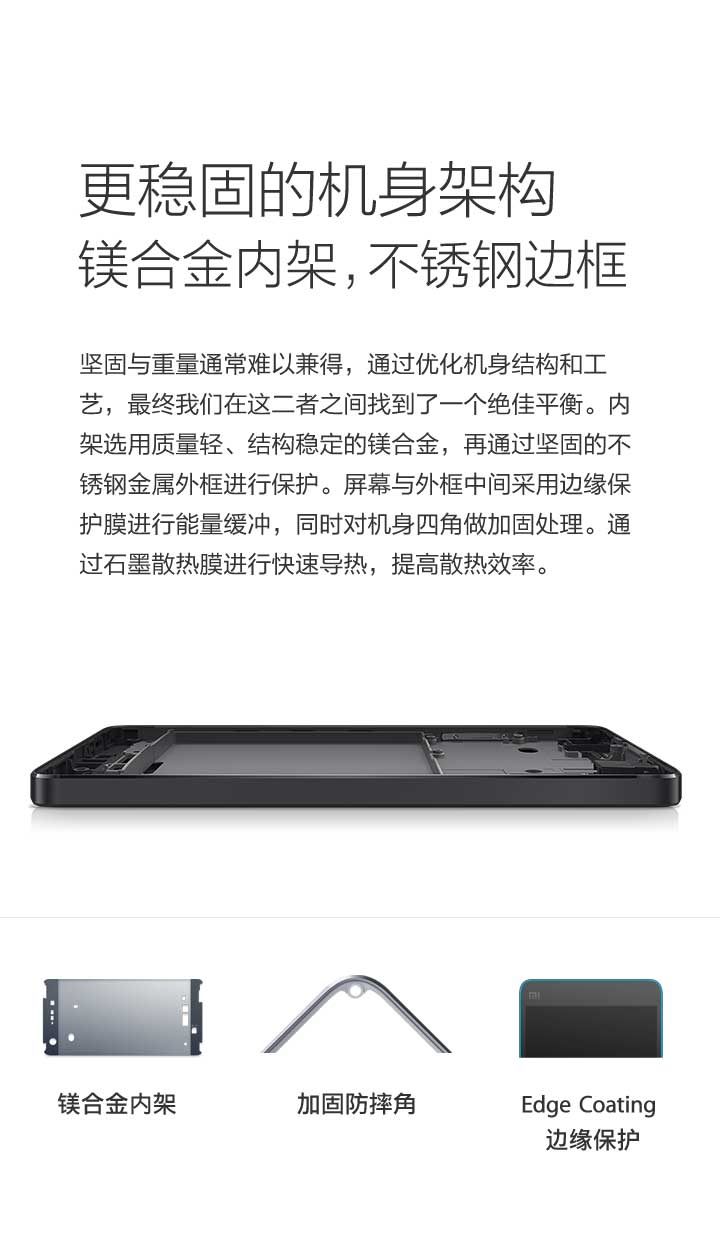 更稳固的机身架构
镁合金内架，不锈钢边框
坚固与重量通常难以兼得，通过优化机身结构和工
艺，最终我们在这二者之间找到了一个绝佳平衡。内
架选用质量轻、结构稳定的镁合金，再通过坚固的不
锈钢金属外框进行保护。屏幕与外框中间采用边缘保
护膜进行能量缓冲，同时对机身四角做加固处理。通
过石墨散热膜进行快速导热，提高散热效率。
MI
镁合金内架
加固防摔角
Edge Coating
边缘保护